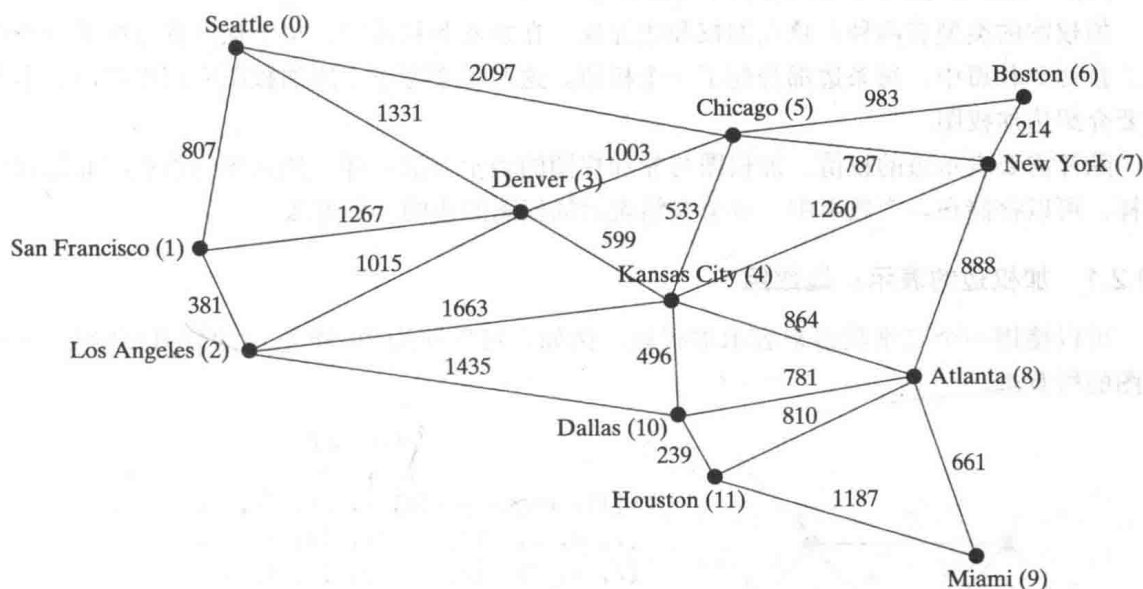 Seattle (0)
2097
Boston (6)
983
Chicago (5)
1331
214
807
1003
787
New York (7)
Denver (3)
1267
533
1260
599
San Francisco (1)
1015
Kansas City (4)
888
381
1663
864
Los Angeles (2)
496
1435
781
Atlanta (8)
810
Dallas (10)
239
661
Houston (11)
1187
Miami (9)